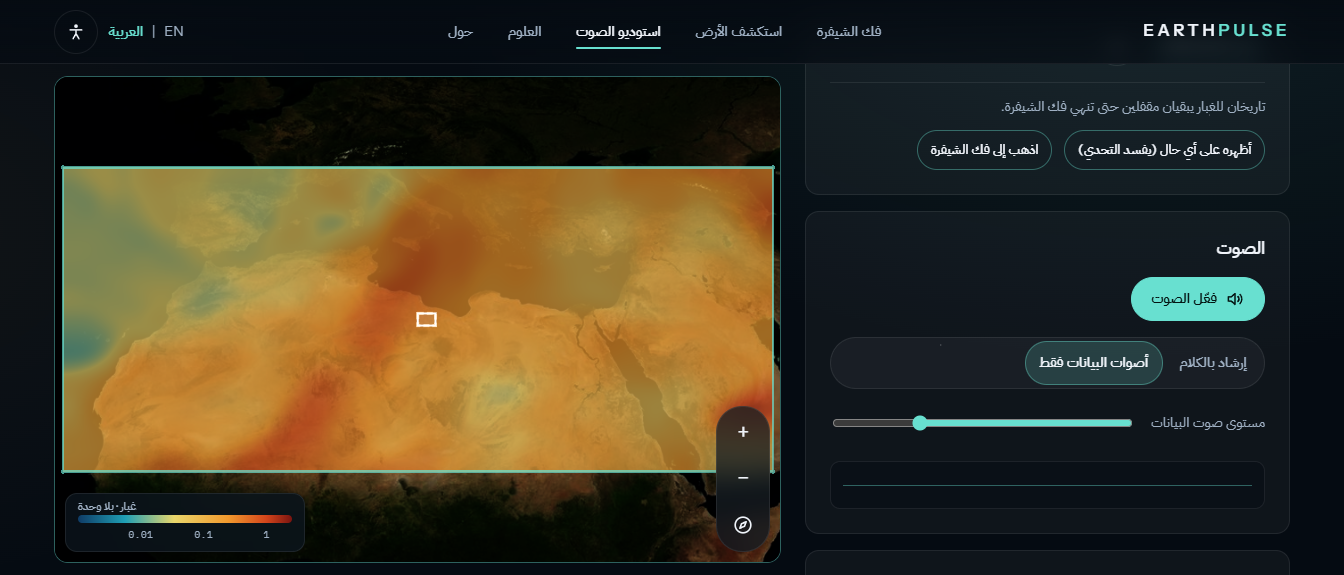 EARTHPULSE
فك الشيفرة
استكشف الأرض
استوديو الصوت
العلوم
حول
العربية | EN
تاريخان للغبار يبقيان مقفلين حتى تنهي فك الشيفرة.
أظهره على أي حال (يفسد التحدي)
اذهب إلى فك الشيفرة
الصوت
فعّل الصوت
إرشاد بالكلام
أصوات البيانات فقط
مستوى صوت البيانات
+
−
غبار · بلا وحدة
0.01 0.1 1